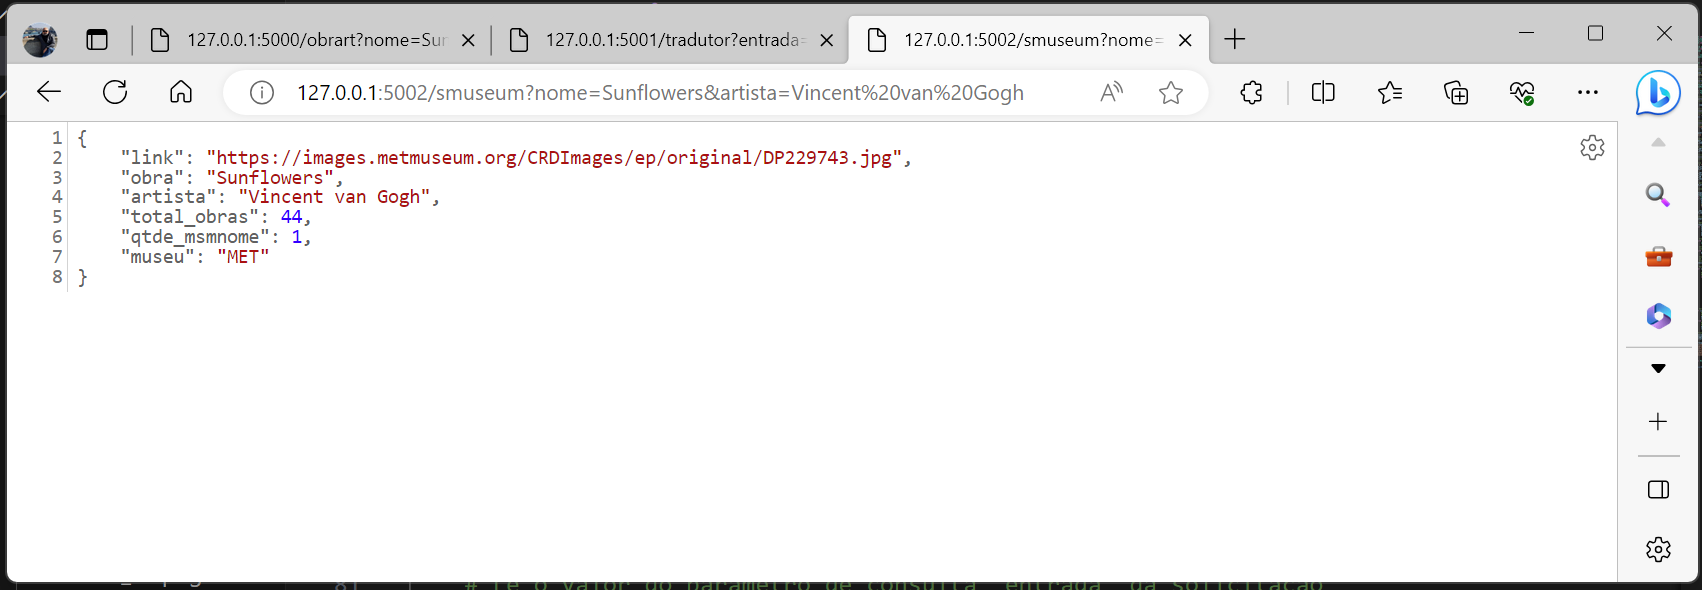 127.0.0.1:5000/obrart?nome=Sur
127.0.0.1:5001/tradutor?entrada=
127.0.0.1:5002/smuseum?nome=
127.0.0.1:5002/smuseum?nome=Sunflowers&artista=Vincent%20van%20Gogh
1 {
2 "link": "https://images.metmuseum.org/CRDImages/ep/original/DP229743.jpg",
3 "obra": "Sunflowers",
4 "artista": "Vincent van Gogh",
5 "total_obras": 44,
6 "qtde_msmnome": 1,
7 "museu": "MET"
8 }